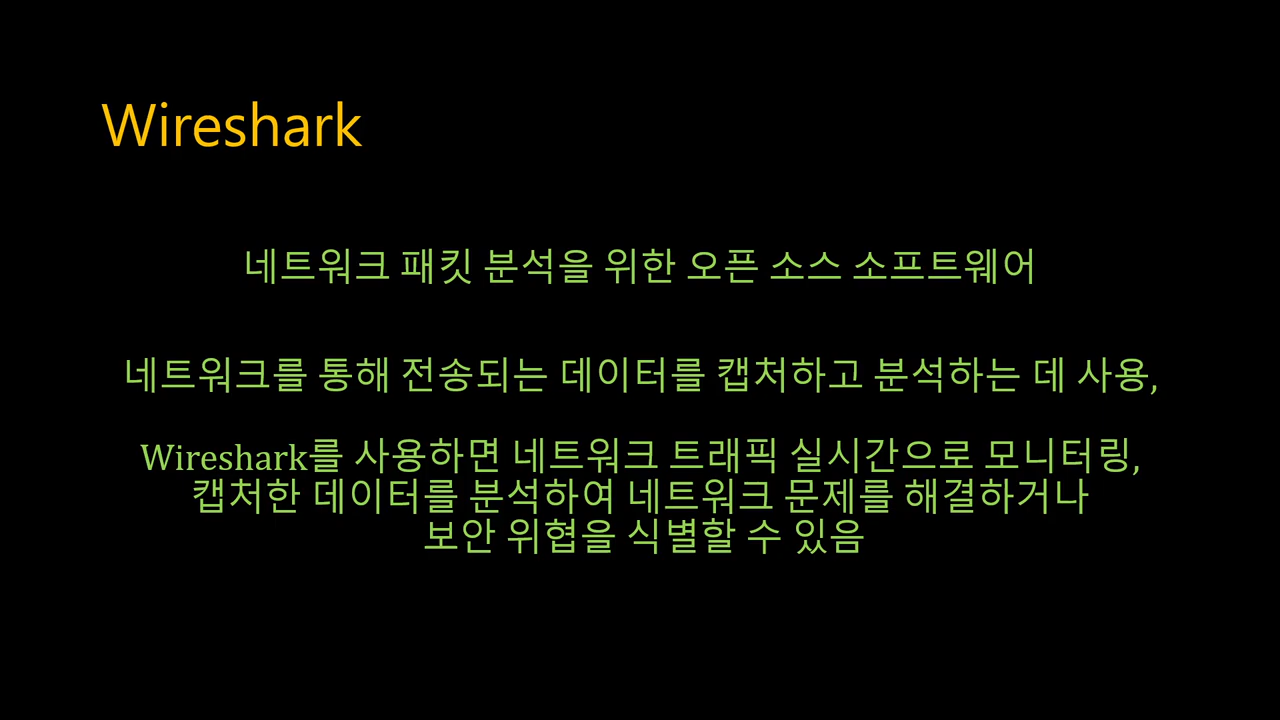 Wireshark
네트워크 패킷 분석을 위한 오픈 소스 소프트웨어
네트워크를 통해 전송되는 데이터를 캡처하고 분석하는 데 사용,
Wireshark를 사용하면 네트워크 트래픽 실시간으로 모니터링,
캡처한 데이터를 분석하여 네트워크 문제를 해결하거나
보안 위협을 식별할 수 있음